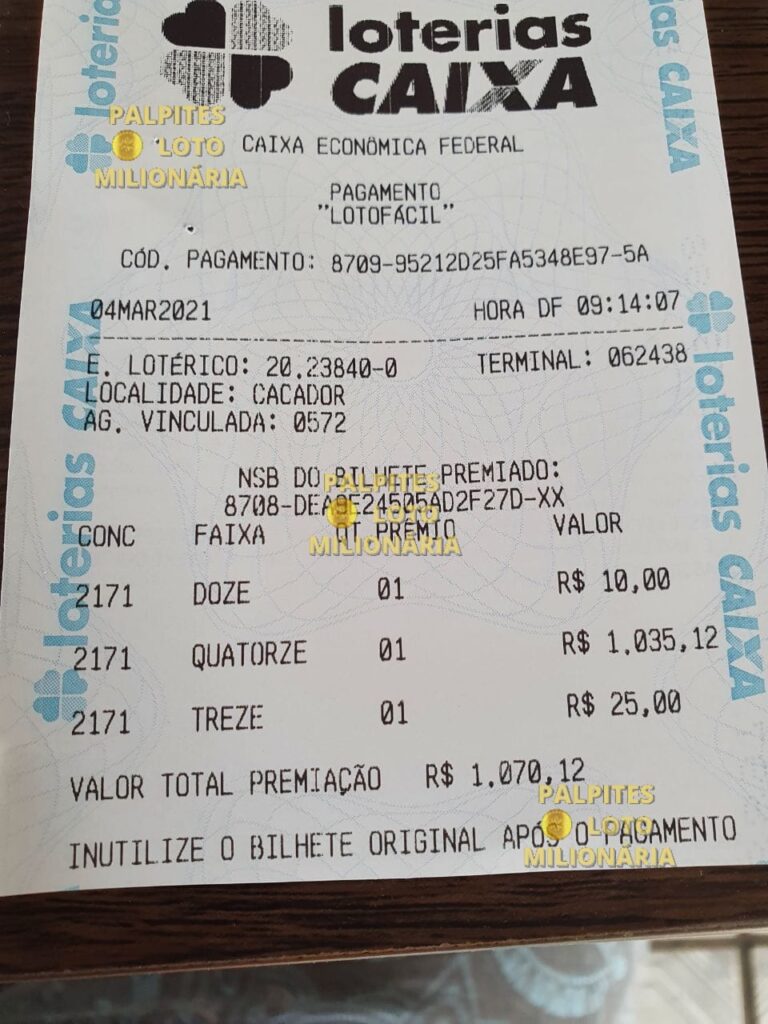 loterias
CAIXA
CAIXA ECONÔMICA FEDERAL
PAGAMENTO
"LOTOFÁCIL"
CÓD. PAGAMENTO: 8709-95212D25FA5348E97-5A
04MAR2021 HORA DF 09:14:07
E. LOTÉRICO: 20.23840-0 TERMINAL: 062438
LOCALIDADE: CACADOR
AG. VINCULADA: 0572
NSB DO BILHETE PREMIADO:
CONC FAIXA PRÊMIO VALOR
2171 DOZE 01 R$ 10,00
2171 QUATORZE 01 R$ 1.035,12
2171 TREZE 01 R$ 25,00
VALOR TOTAL PREMIAÇÃO R$ 1.070,12
INUTILIZE O BILHETE ORIGINAL APÓS O PAGAMENTO
PALPITES
LOTO
MILIONÁRIA
PALPITES
LOTO
MILIONÁRIA
PALPITES
LOTO
MILIONÁRIA
loterias
loterias CAIXA
loterias CAIXA
CAIXA